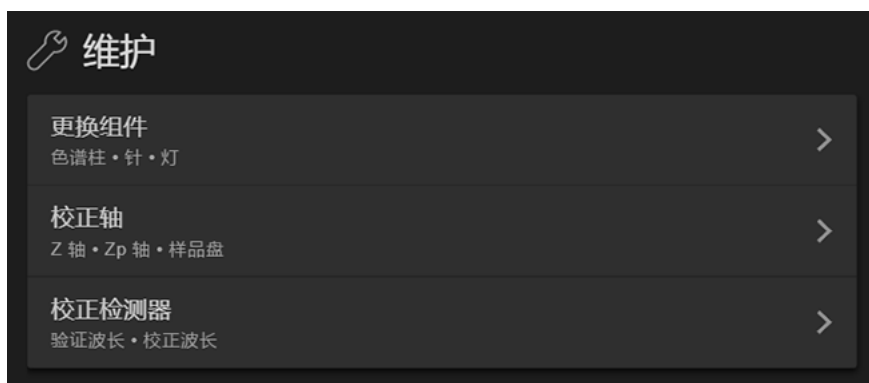 维护
更换组件
色谱柱 • 针 • 灯
校正轴
Z 轴 • Zp 轴 • 样品盘
校正检测器
验证波长 • 校正波长